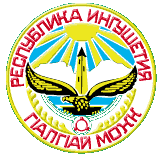 РЕСПУБЛИКА ИНГУШЕТИЯ
ГIАЛГIАЙ МОХК